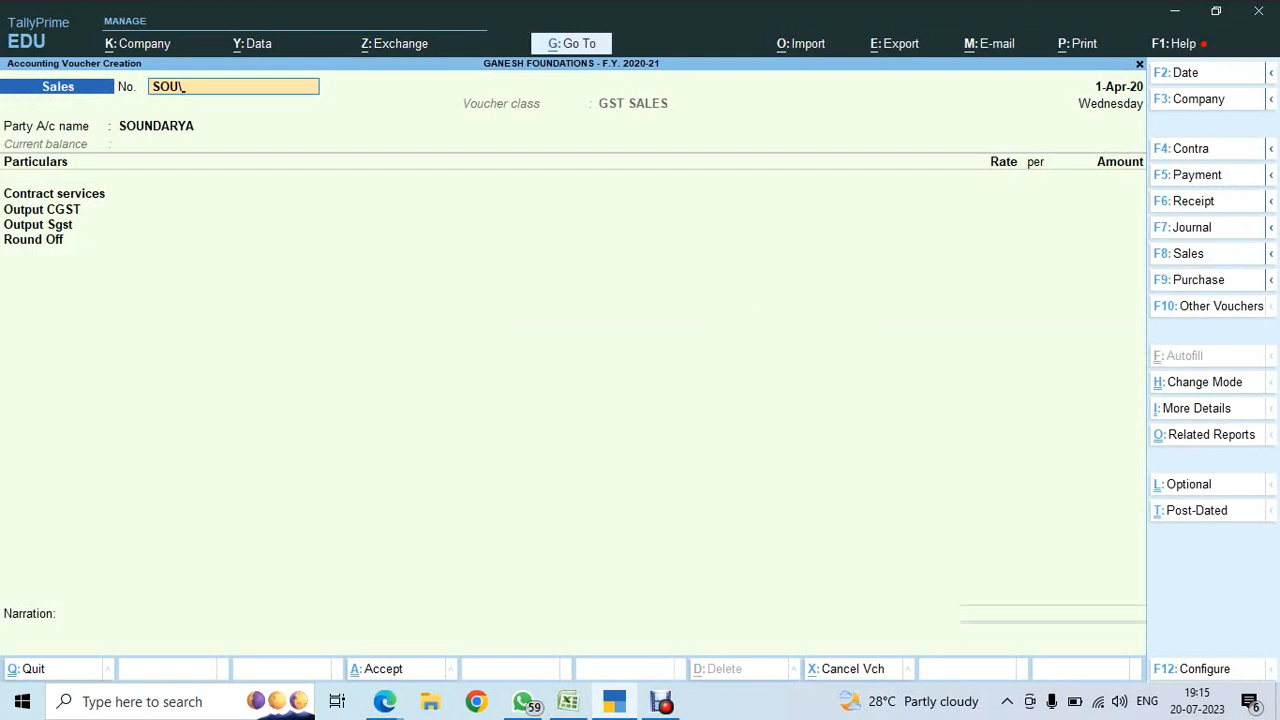 TallyPrime
EDU
MANAGE
K: Company
Y: Data
Z: Exchange
G: Go To
O: Import
E: Export
M: E-mail
P: Print
F1: Help
Accounting Voucher Creation
GANESH FOUNDATIONS - F.Y. 2020-21
Sales No. SOU\_
1-Apr-20
Voucher class : GST SALES
Wednesday
Party A/c name : SOUNDARYA
Current balance :
Particulars Rate per Amount
Contract services
Output CGST
Output Sgst
Round Off
Narration:
F2: Date
F3: Company
F4: Contra
F5: Payment
F6: Receipt
F7: Journal
F8: Sales
F9: Purchase
F10: Other Vouchers
F: Autofill
H: Change Mode
I: More Details
O: Related Reports
L: Optional
T: Post-Dated
Q: Quit
A: Accept
D: Delete
X: Cancel Vch
F12: Configure
Type here to search
59
28°C Partly cloudy
ENG
19:15
20-07-2023
6